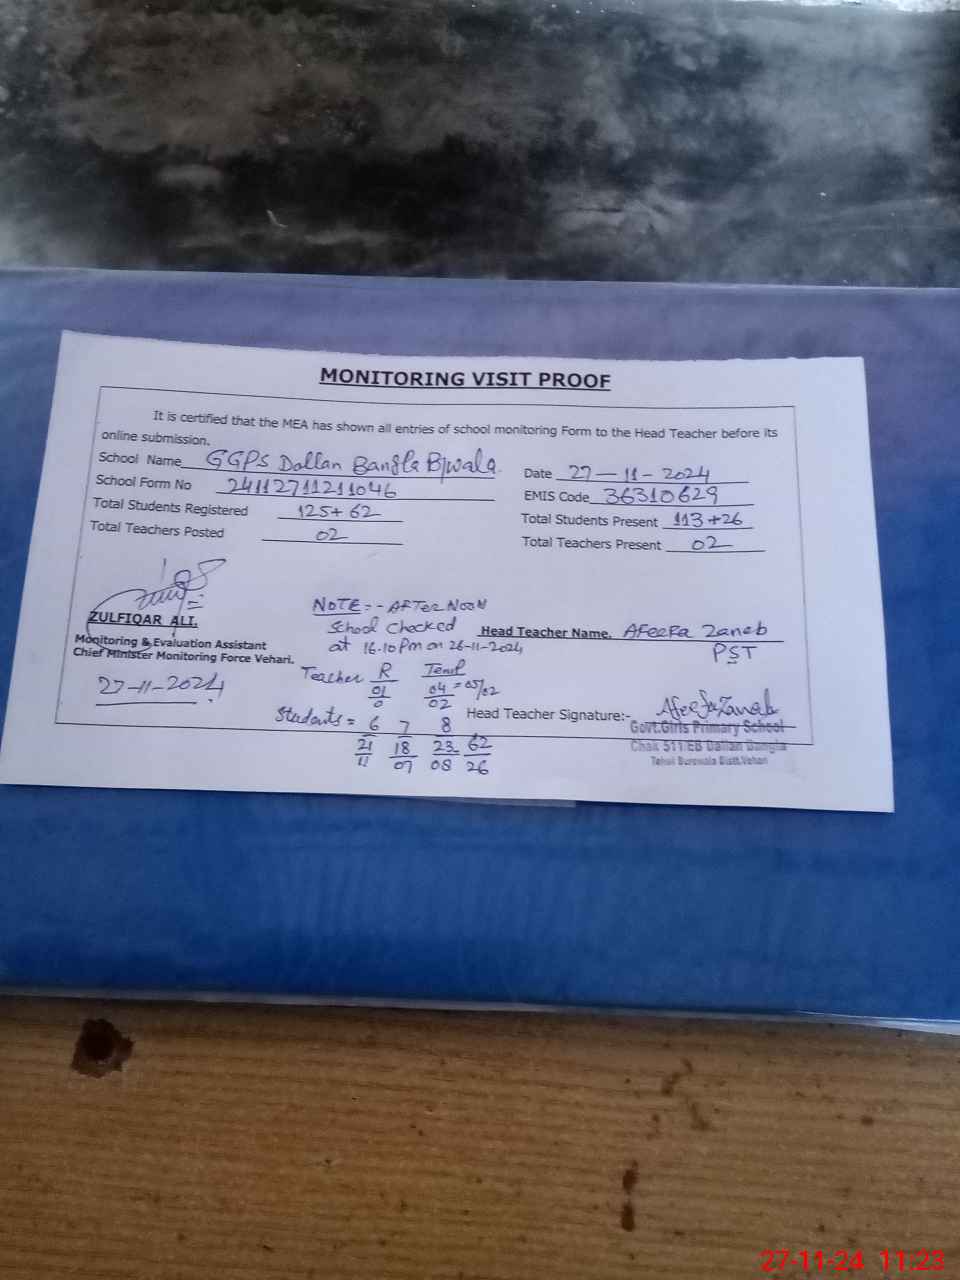 MONITORING VISIT PROOF
It is certified that the MEA has shown all entries of school monitoring Form to the Head Teacher before its
online submission.
School Name GGPS Dallan Bangla Bjwala.
Date 27-11-2024
School Form No 24112711211046
EMIS Code 36310629
Total Students Registered 125+62
Total Students Present 113+26
Total Teachers Posted 02
Total Teachers Present 02
ZULFIQAR ALI.
Monitoring & Evaluation Assistant
Chief Minister Monitoring Force Vehari.
27-11-2024
NOTE:- AFTER NOON
School Checked
at 16.10 Pm on 26-11-2024
Teacher R
01 04 = 05/02
0 02
Students = 6 7 8
21 18 23 62
11 07 08 26
Head Teacher Name. AFeeRa Zaneb
PST
Head Teacher Signature:- Afeefa Zaneb
Govt.Girls Primary School
Chak 511/EB Dallan Bangla
Tehsil Burewala Distt.Vehari
27-11-24 11:23